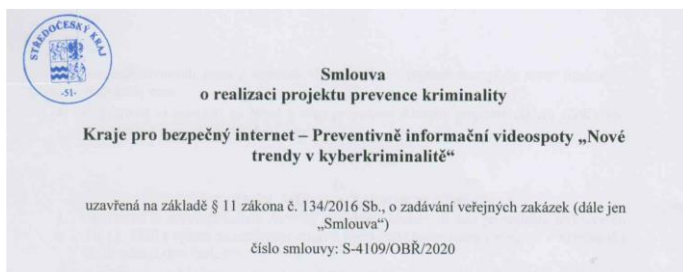 STŘEDOČESKÝ KRAJ
-51-
Smlouva
o realizaci projektu prevence kriminality
Kraje pro bezpečný internet – Preventivně informační videospoty „Nové
trendy v kyberkriminalitě“
uzavřená na základě § 11 zákona č. 134/2016 Sb., o zadávání veřejných zakázek (dále jen
„Smlouva“)
číslo smlouvy: S-4109/OBŘ/2020